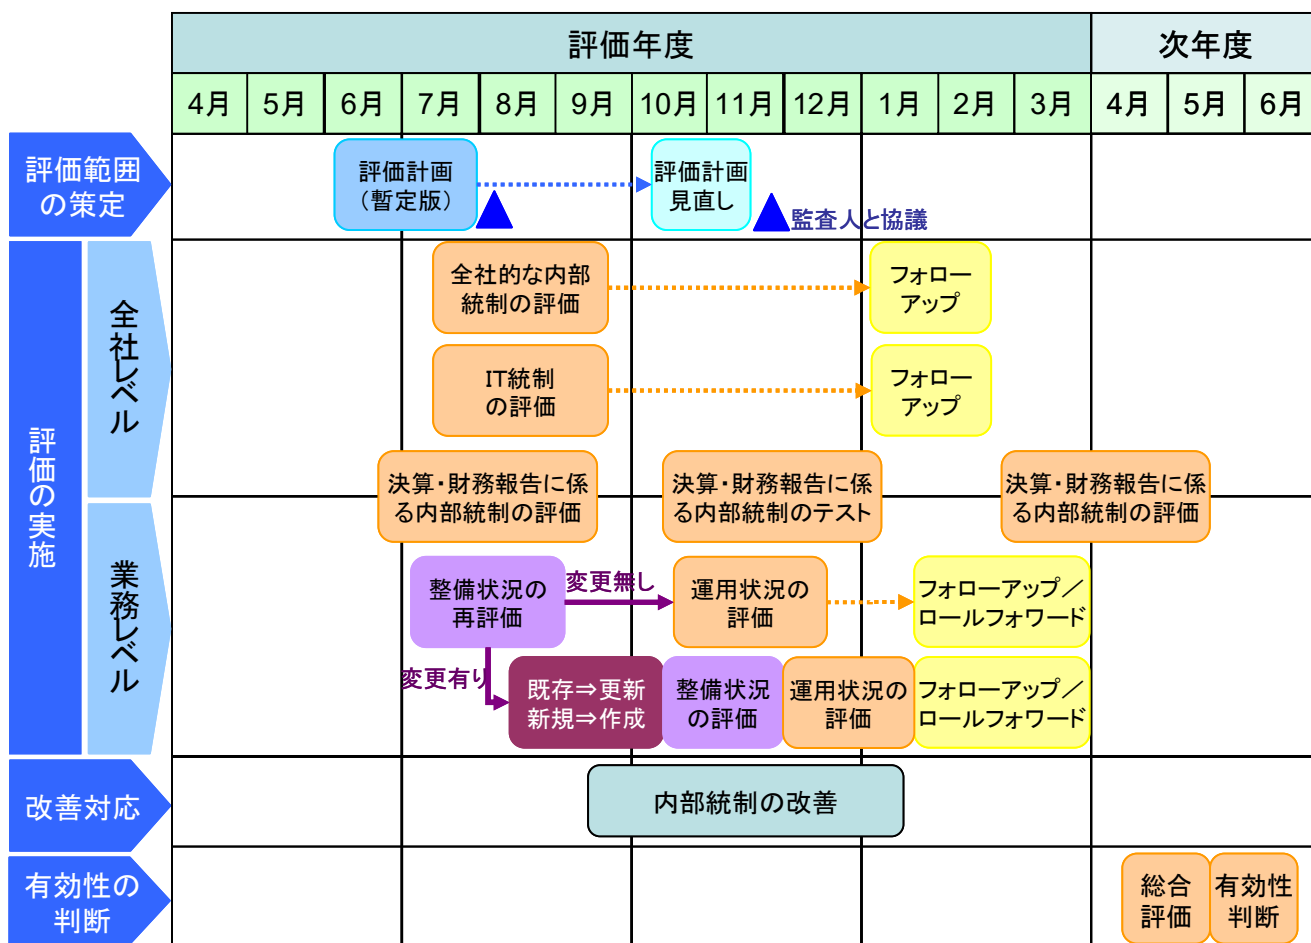 評価年度
次年度
4月
5月
6月
7月
8月
9月
10月
11月
12月
1月
2月
3月
4月
5月
6月
評価範囲
の策定
評価計画
(暫定版)
評価計画
見直し
監査人と協議
評価の実施
全社レベル
全社的な内部
統制の評価
フォロー
アップ
IT統制
の評価
フォロー
アップ
決算・財務報告に係
る内部統制の評価
決算・財務報告に係
る内部統制のテスト
決算・財務報告に係
る内部統制の評価
業務レベル
整備状況の
再評価
変更無し
運用状況の
評価
フォローアップ/
ロールフォワード
変更有り
既存⇒更新
新規⇒作成
整備状況
の評価
運用状況の
評価
フォローアップ/
ロールフォワード
改善対応
内部統制の改善
有効性の
判断
総合
評価
有効性
判断